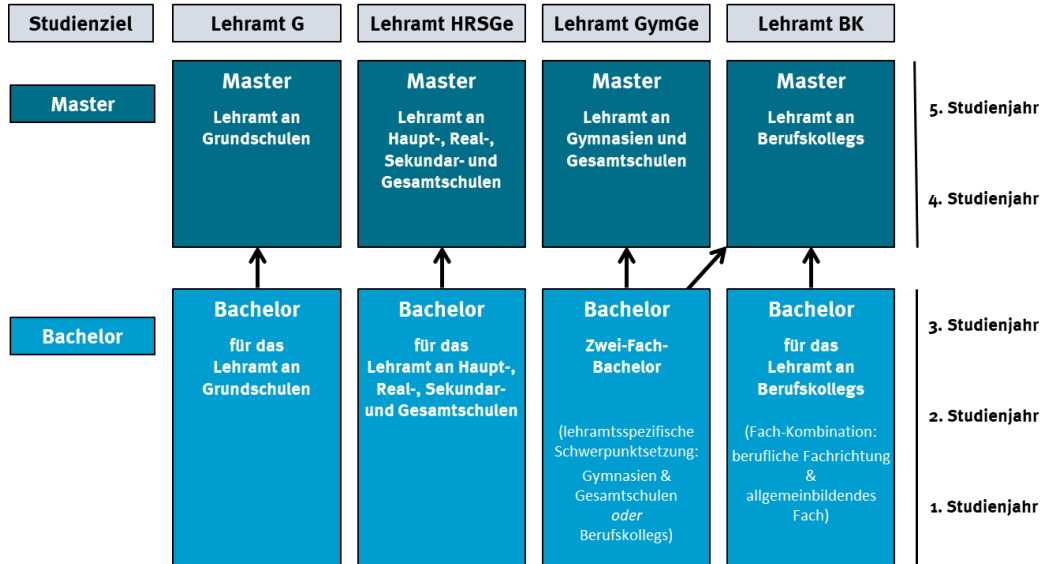 Studienziel
Lehramt G
Lehramt HRSGe
Lehramt GymGe
Lehramt BK
Master
Master
Lehramt an
Grundschulen
Master
Lehramt an
Haupt-, Real-,
Sekundar- und
Gesamtschulen
Master
Lehramt an
Gymnasien und
Gesamtschulen
Master
Lehramt an
Berufskollegs
5. Studienjahr
4. Studienjahr
Bachelor
Bachelor
für das
Lehramt an
Grundschulen
Bachelor
für das
Lehramt an Haupt-,
Real-, Sekundar-
und Gesamtschulen
Bachelor
Zwei-Fach-
Bachelor
(lehramtsspezifische
Schwerpunktsetzung:
Gymnasien &
Gesamtschulen
oder
Berufskollegs)
Bachelor
für das
Lehramt an
Berufskollegs
(Fach-Kombination:
berufliche Fachrichtung
&
allgemeinbildendes
Fach)
3. Studienjahr
2. Studienjahr
1. Studienjahr